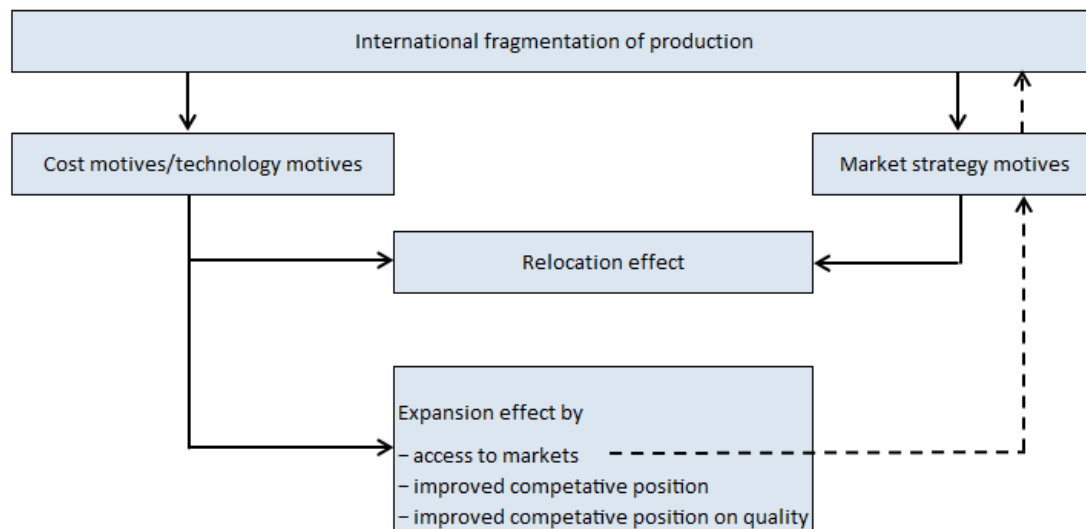 International fragmentation of production
Cost motives/technology motives
Market strategy motives
Relocation effect
Expansion effect by
– access to markets
– improved competative position
– improved competative position on quality